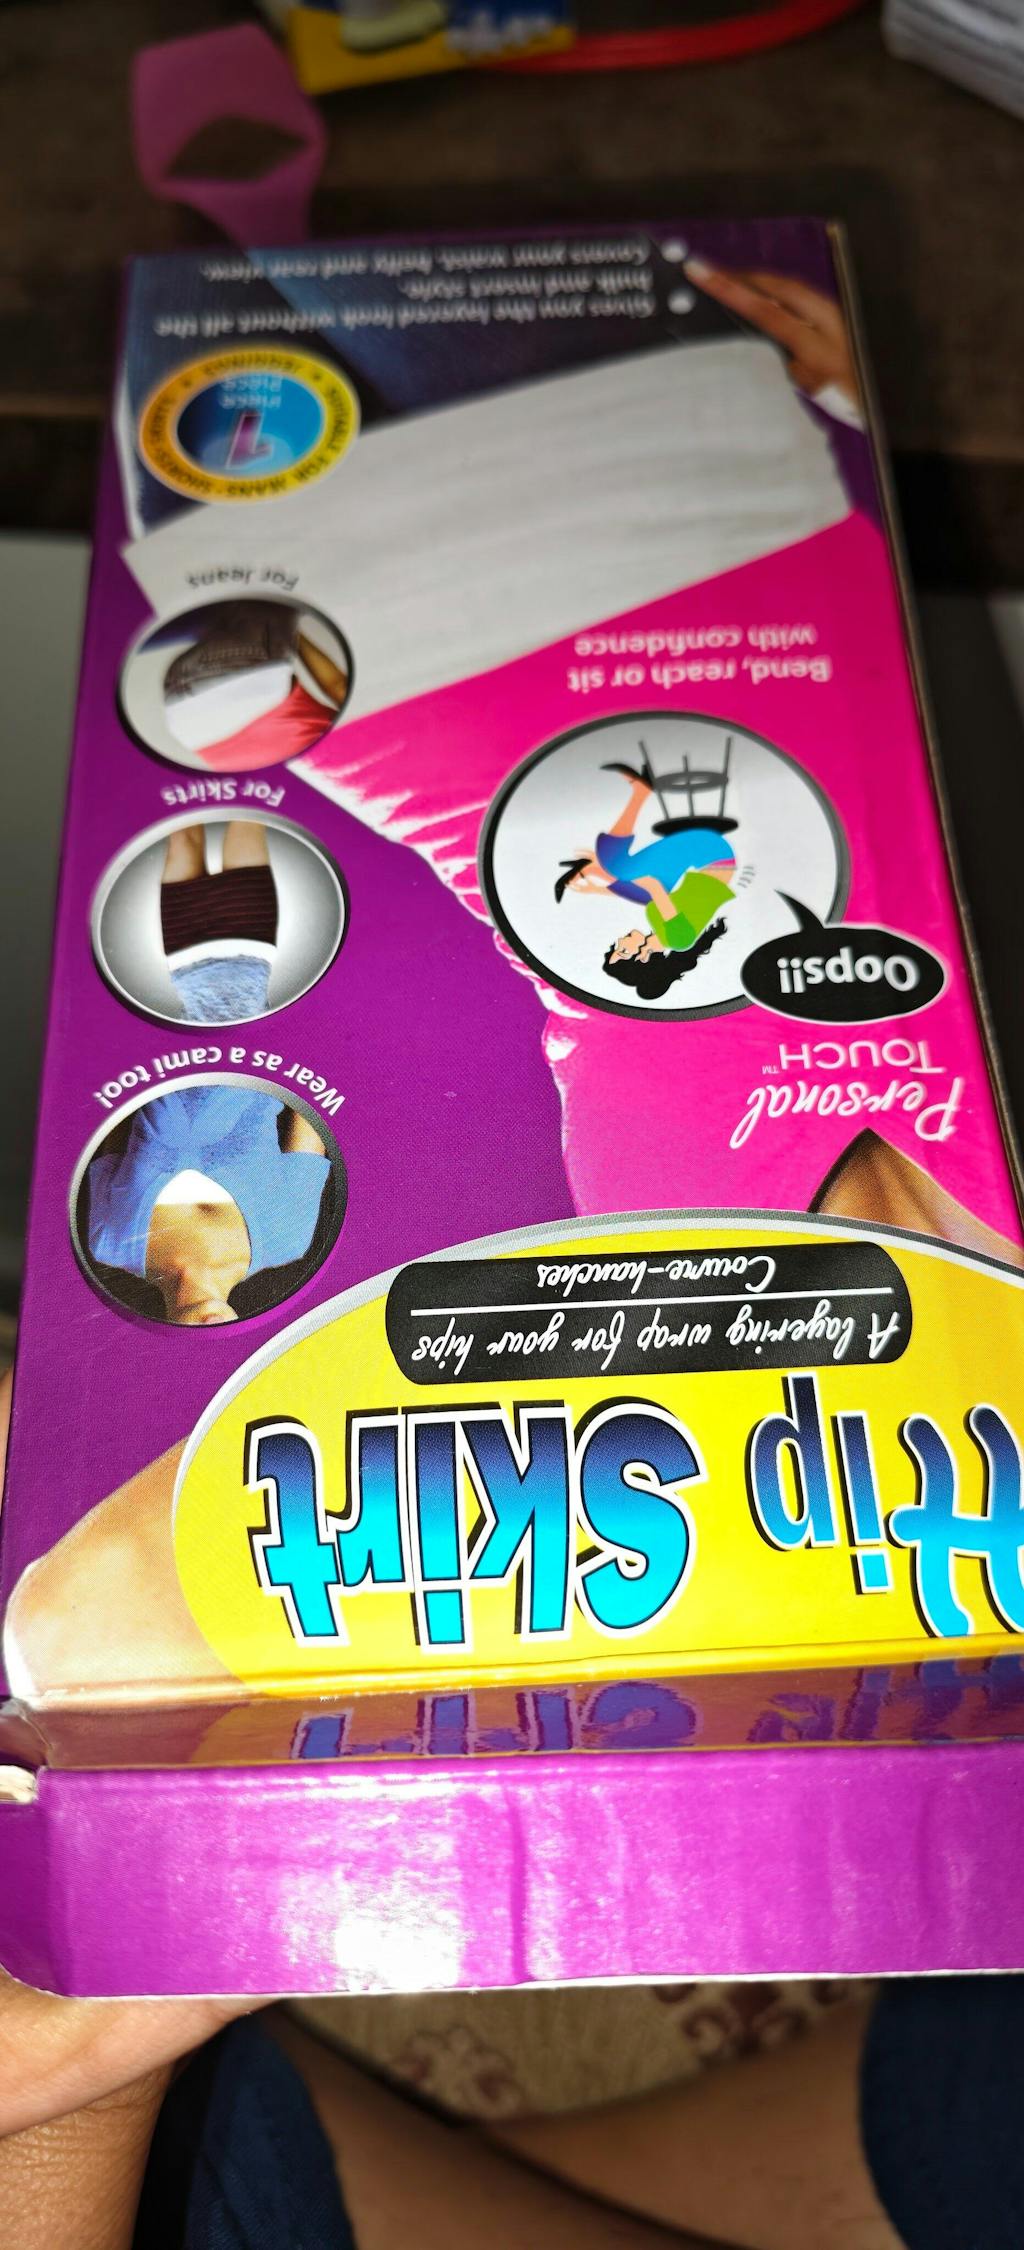 Hip Skirt
A layering wrap for your hips
Couvre-hanches
Personal
TOUCH™
Oops!!
Bend, reach or sit
with confidence
Wear as a cami too!
For Skirts
For Jeans
1
PIECE
PIÈCE
Gives you the layered look without all the
bulk and inset style.
Covers your waist, belly and rear view.